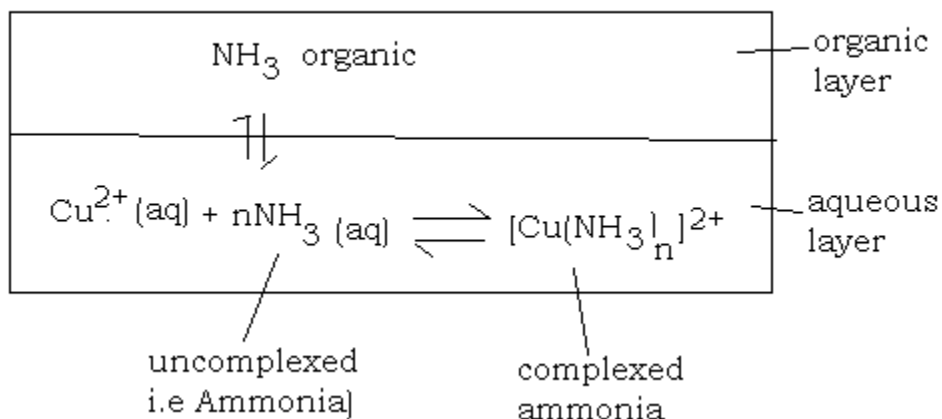 NH3 organic
organic
layer
Cu2+ (aq) + nNH3 (aq) ⇌ [Cu(NH3)n]2+
aqueous
layer
uncomplexed
i.e Ammonia)
complexed
ammonia